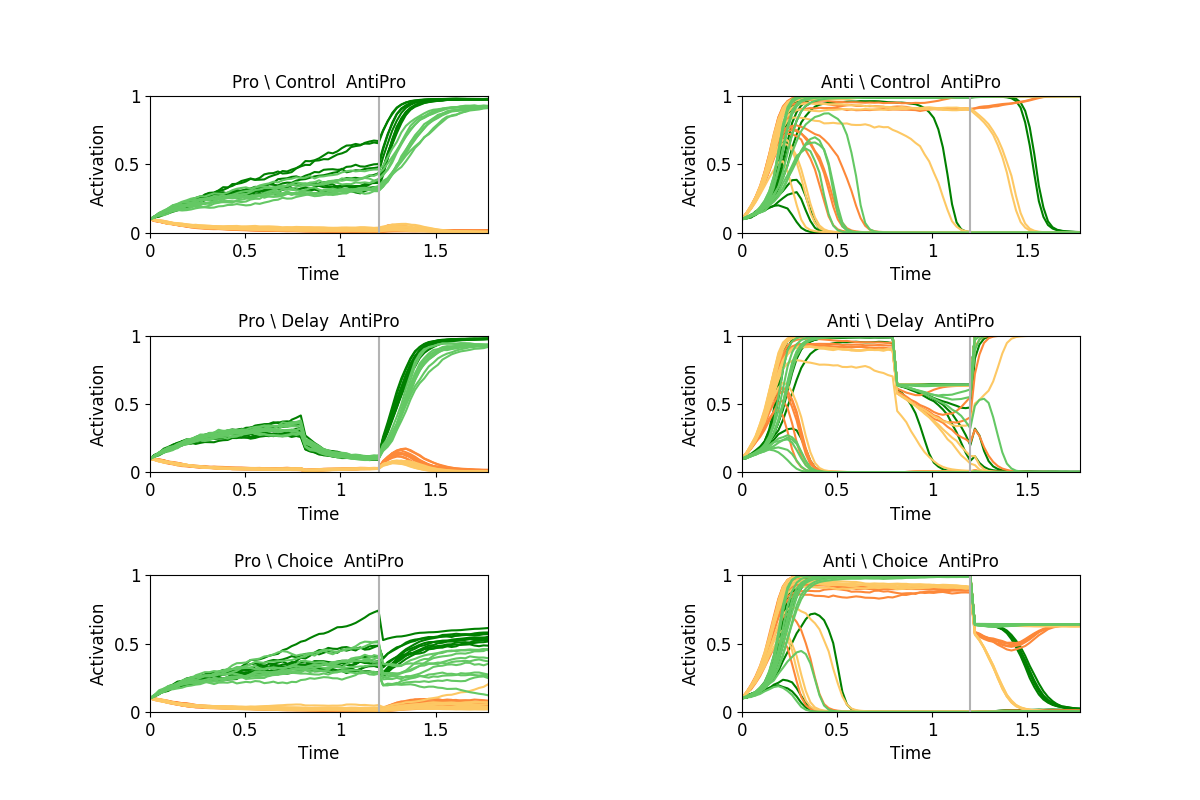 Pro \ Control  AntiPro
1
0.5
0
Activation
0
0.5
1
1.5
Time
Anti \ Control  AntiPro
1
0.5
0
Activation
0
0.5
1
1.5
Time
Pro \ Delay  AntiPro
1
0.5
0
Activation
0
0.5
1
1.5
Time
Anti \ Delay  AntiPro
1
0.5
0
Activation
0
0.5
1
1.5
Time
Pro \ Choice  AntiPro
1
0.5
0
Activation
0
0.5
1
1.5
Time
Anti \ Choice  AntiPro
1
0.5
0
Activation
0
0.5
1
1.5
Time